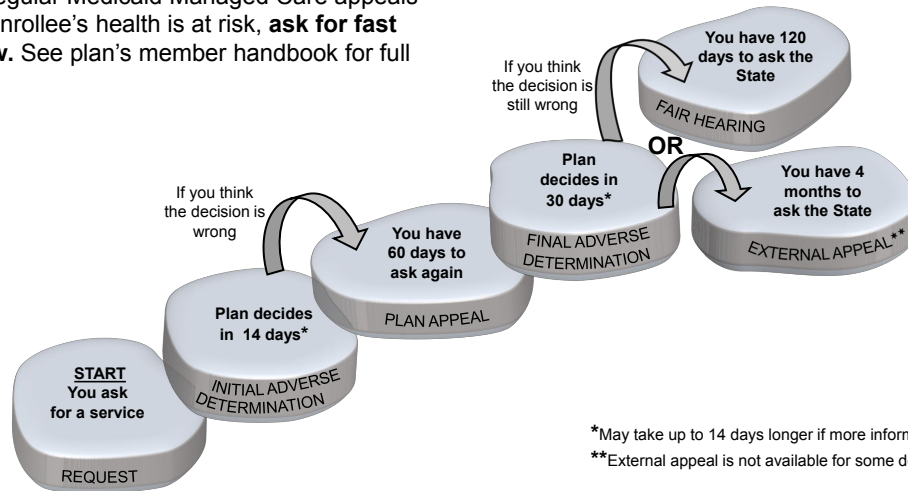 egular Medicaid Managed Care appeals
nrollee's health is at risk, ask for fast
w. See plan's member handbook for full
You have 120
days to ask the
State
FAIR HEARING
If you think
the decision is
still wrong
OR
Plan
decides in
30 days*
FINAL ADVERSE
DETERMINATION
You have 4
months to
ask the State
EXTERNAL APPEAL**
If you think
the decision is
wrong
You have
60 days to
ask again
PLAN APPEAL
Plan decides
in 14 days*
INITIAL ADVERSE
DETERMINATION
START
You ask
for a service
REQUEST
*May take up to 14 days longer if more inform
**External appeal is not available for some d